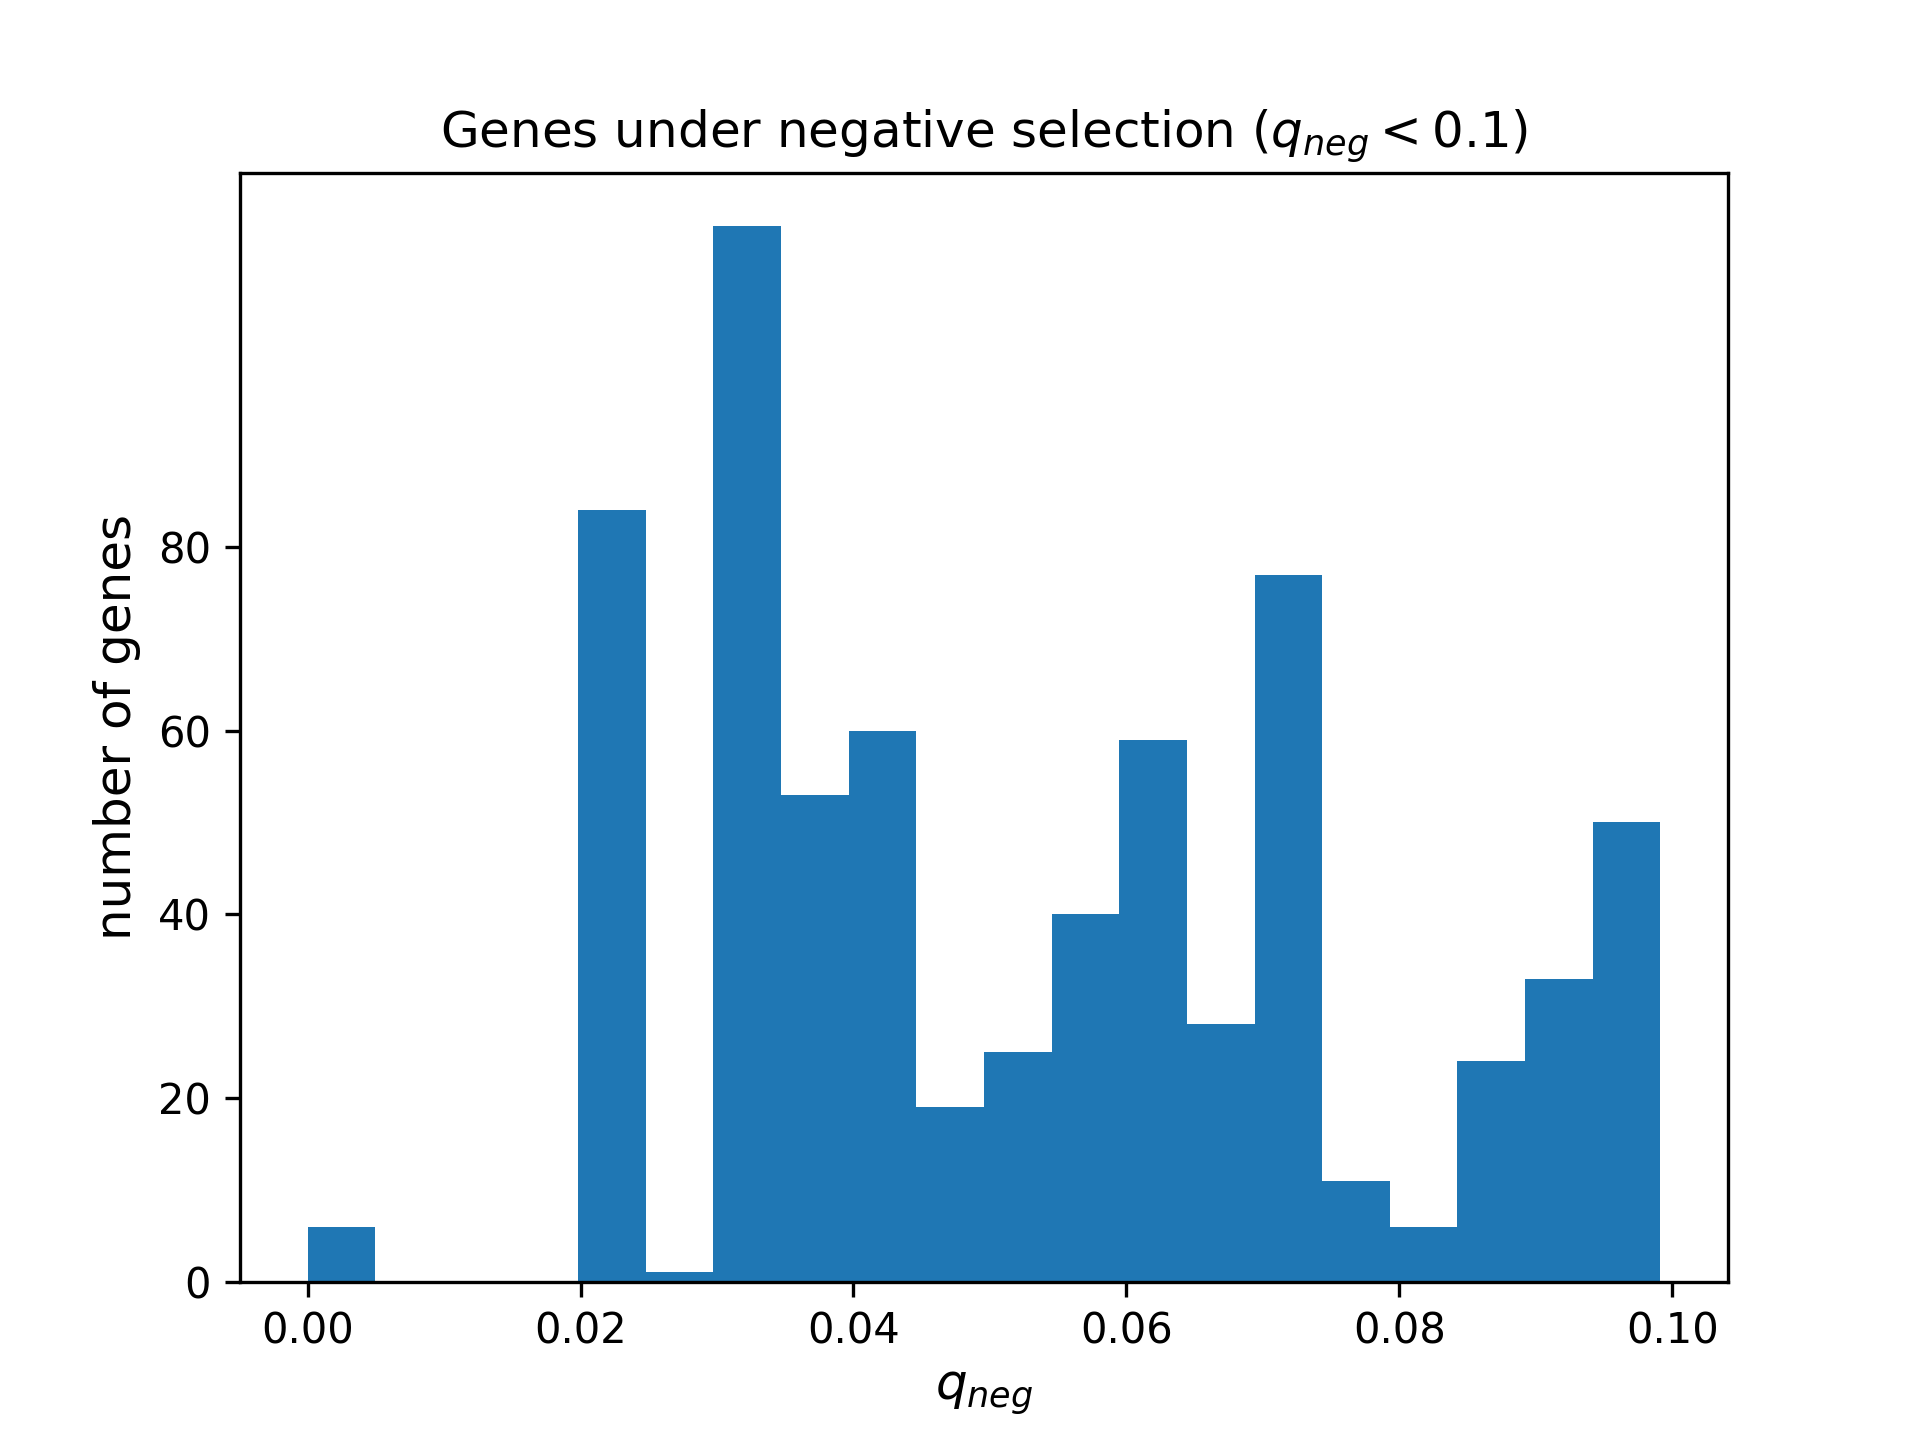 Genes under negative selection (q_neg < 0.1)
number of genes
80
60
40
20
0
0.00 0.02 0.04 0.06 0.08 0.10
q_neg